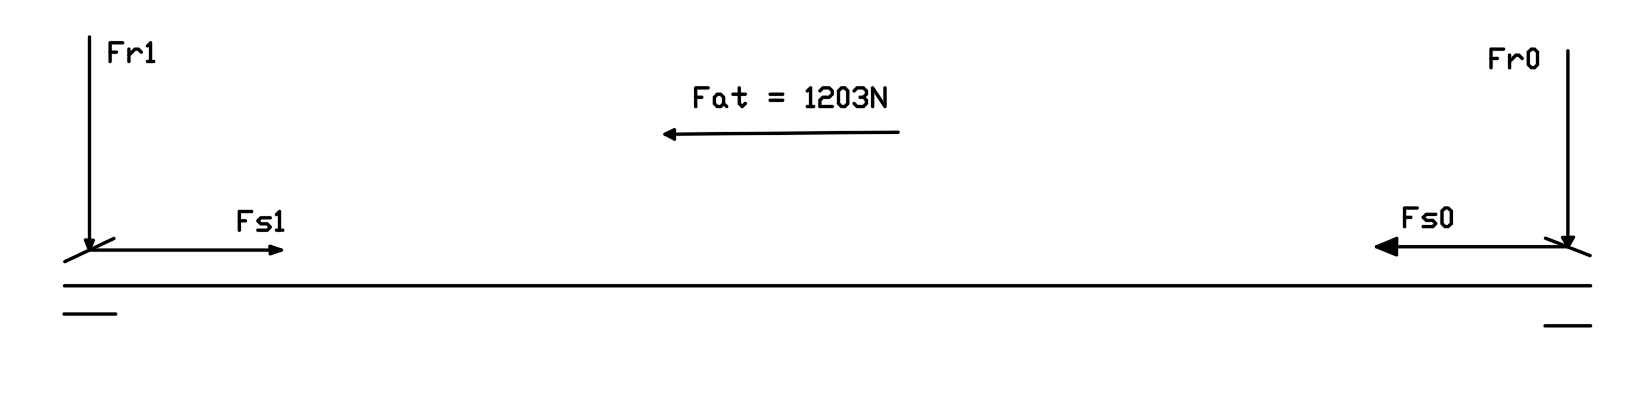 Fr1
Fr0
Fat = 1203N
Fs1
Fs0